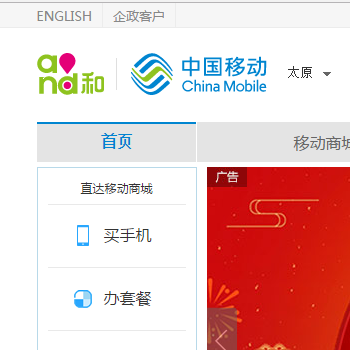 ENGLISH 企政客户
and和 中国移动 China Mobile 太原
首页 移动商城
直达移动商城
广告
买手机
办套餐